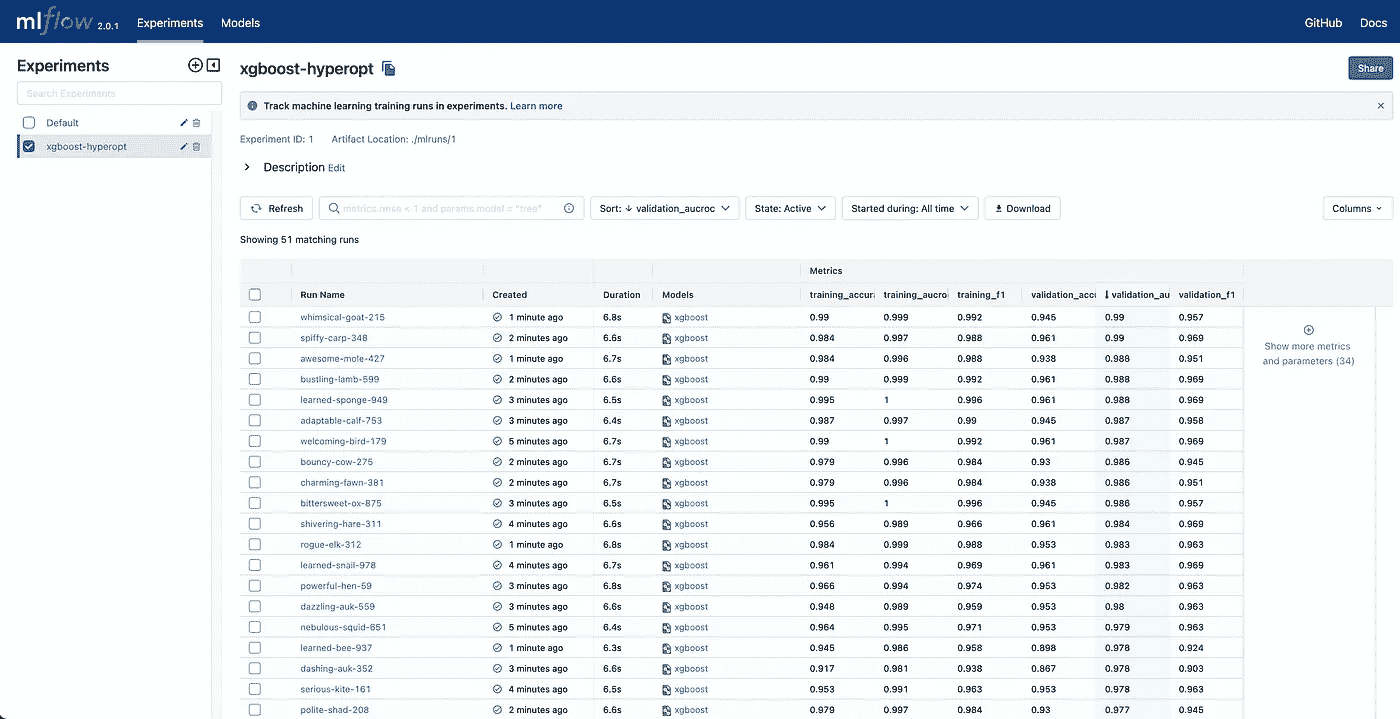 mlflow 2.0.1 Experiments Models GitHub Docs
Experiments
Search Experiments
Default
xgboost-hyperopt
xgboost-hyperopt
Share
Track machine learning training runs in experiments. Learn more
Experiment ID: 1 Artifact Location: ./mlruns/1
Description Edit
Refresh metrics.rmse < 1 and params.model = "tree" Sort: ↓ validation_aucroc State: Active Started during: All time Download Columns
Showing 51 matching runs
Metrics
Run Name Created Duration Models training_accur training_aucro training_f1 validation_accu ↓ validation_au validation_f1
whimsical-goat-215 1 minute ago 6.8s xgboost 0.99 0.999 0.992 0.945 0.99 0.957
spiffy-carp-348 2 minutes ago 6.6s xgboost 0.984 0.997 0.988 0.961 0.99 0.969
awesome-mole-427 1 minute ago 6.7s xgboost 0.984 0.996 0.988 0.938 0.988 0.951
bustling-lamb-599 2 minutes ago 6.6s xgboost 0.99 0.999 0.992 0.961 0.988 0.969
learned-sponge-949 3 minutes ago 6.5s xgboost 0.995 1 0.996 0.961 0.988 0.969
adaptable-calf-753 3 minutes ago 6.4s xgboost 0.987 0.997 0.99 0.945 0.987 0.958
welcoming-bird-179 5 minutes ago 6.7s xgboost 0.99 1 0.992 0.961 0.987 0.969
bouncy-cow-275 2 minutes ago 6.7s xgboost 0.979 0.996 0.984 0.93 0.986 0.945
charming-fawn-381 2 minutes ago 6.7s xgboost 0.979 0.996 0.984 0.938 0.986 0.951
bittersweet-ox-875 3 minutes ago 6.5s xgboost 0.995 1 0.996 0.945 0.986 0.957
shivering-hare-311 4 minutes ago 6.6s xgboost 0.956 0.989 0.966 0.961 0.984 0.969
rogue-elk-312 1 minute ago 6.8s xgboost 0.984 0.999 0.988 0.953 0.983 0.963
learned-snail-978 4 minutes ago 6.7s xgboost 0.961 0.994 0.969 0.961 0.983 0.969
powerful-hen-59 3 minutes ago 6.8s xgboost 0.966 0.994 0.974 0.953 0.982 0.963
dazzling-auk-559 3 minutes ago 6.6s xgboost 0.948 0.989 0.959 0.953 0.98 0.963
nebulous-squid-651 5 minutes ago 6.4s xgboost 0.964 0.995 0.971 0.953 0.979 0.963
learned-bee-937 1 minute ago 6.3s xgboost 0.945 0.986 0.958 0.898 0.978 0.924
dashing-auk-352 3 minutes ago 6.6s xgboost 0.917 0.981 0.938 0.867 0.978 0.903
serious-kite-161 4 minutes ago 6.5s xgboost 0.953 0.991 0.963 0.953 0.978 0.963
polite-shad-208 2 minutes ago 6.6s xgboost 0.979 0.997 0.984 0.93 0.977 0.945
Show more metrics
and parameters (34)